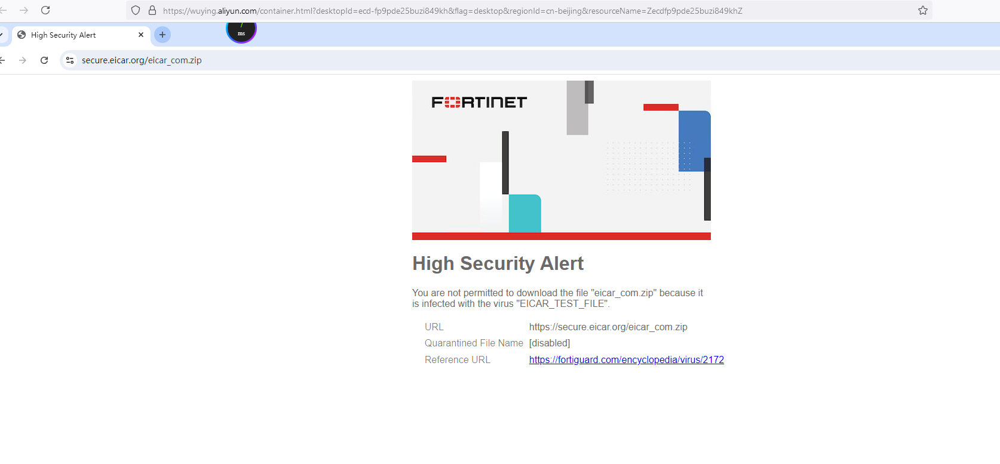 https://wuying.aliyun.com/container.html?desktopId=ecd-fp9pde25buzi849kh&flag=desktop&regionId=cn-beijing&resourceName=Zecdfp9pde25buzi849khZ
High Security Alert
ms
secure.eicar.org/eicar_com.zip
FORTINET
High Security Alert
You are not permitted to download the file "eicar_com.zip" because it
is infected with the virus "EICAR_TEST_FILE".
URL https://secure.eicar.org/eicar_com.zip
Quarantined File Name [disabled]
Reference URL https://fortiguard.com/encyclopedia/virus/2172